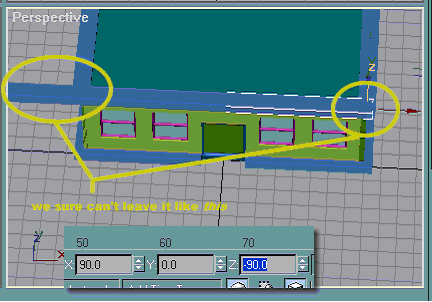 Perspective
Z
we sure can't leave it like this
z
y
x
50 60 70
X: 90.0 Y: 0.0 Z: -90.0